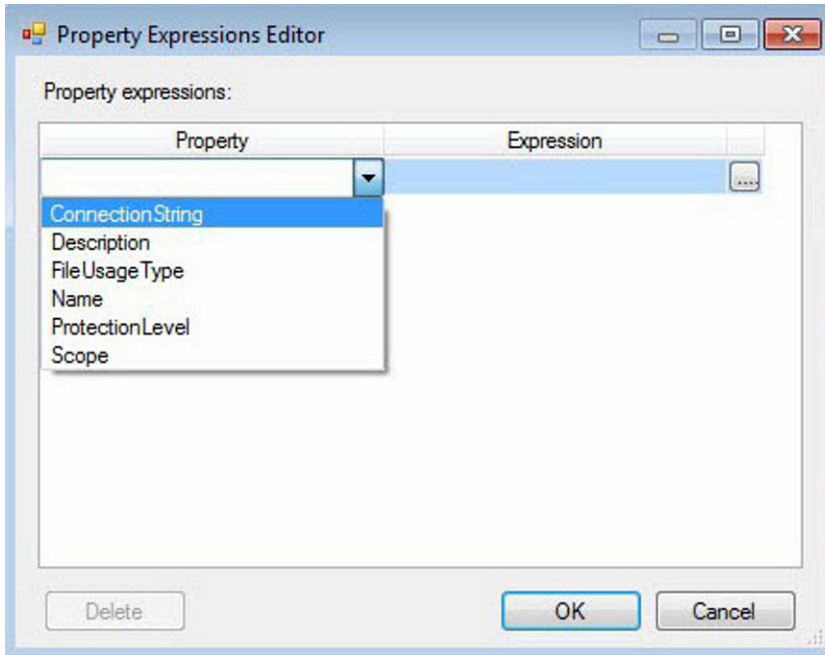 Property Expressions Editor
Property expressions:
Property Expression
....
ConnectionString
Description
FileUsageType
Name
ProtectionLevel
Scope
Delete OK Cancel